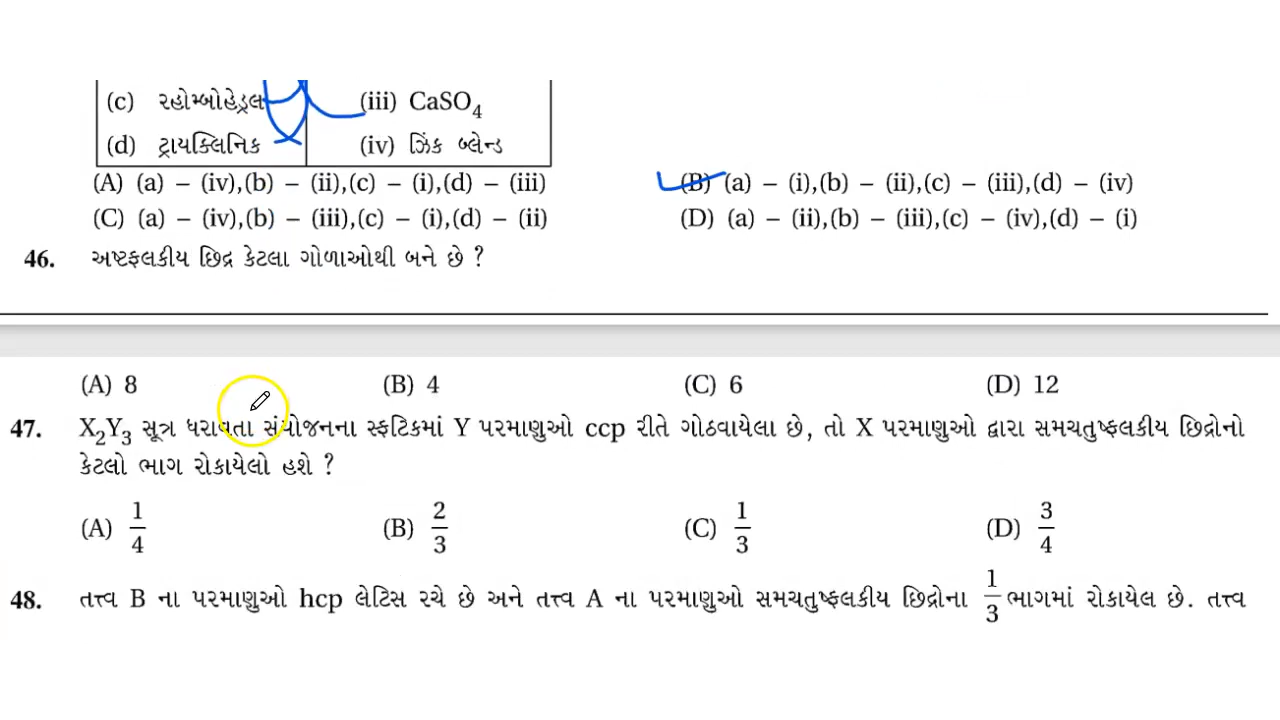 (c) રહોમ્બોહેડ્રલ (iii) CaSO₄
(d) ટ્રાયક્લિનિક (iv) ઝિંક બ્લેન્ડ
(A) (a) – (iv),(b) – (ii),(c) – (i),(d) – (iii) (B) (a) – (i),(b) – (ii),(c) – (iii),(d) – (iv)
(C) (a) – (iv),(b) – (iii),(c) – (i),(d) – (ii) (D) (a) – (ii),(b) – (iii),(c) – (iv),(d) – (i)
46. અષ્ટફલકીય છિદ્ર કેટલા ગોળાઓથી બને છે ?
(A) 8 (B) 4 (C) 6 (D) 12
47. X₂Y₃ સૂત્ર ધરાવતા સંયોજનના સ્ફટિકમાં Y પરમાણુઓ ccp રીતે ગોઠવાયેલા છે, તો X પરમાણુઓ દ્વારા સમચતુષ્ફલકીય છિદ્રોનો
કેટલો ભાગ રોકાયેલો હશે ?
(A) 1/4 (B) 2/3 (C) 1/3 (D) 3/4
48. તત્ત્વ B ના પરમાણુઓ hcp લેટિસ રચે છે અને તત્ત્વ A ના પરમાણુઓ સમચતુષ્ફલકીય છિદ્રોના 1/3 ભાગમાં રોકાયેલ છે. તત્ત્વ